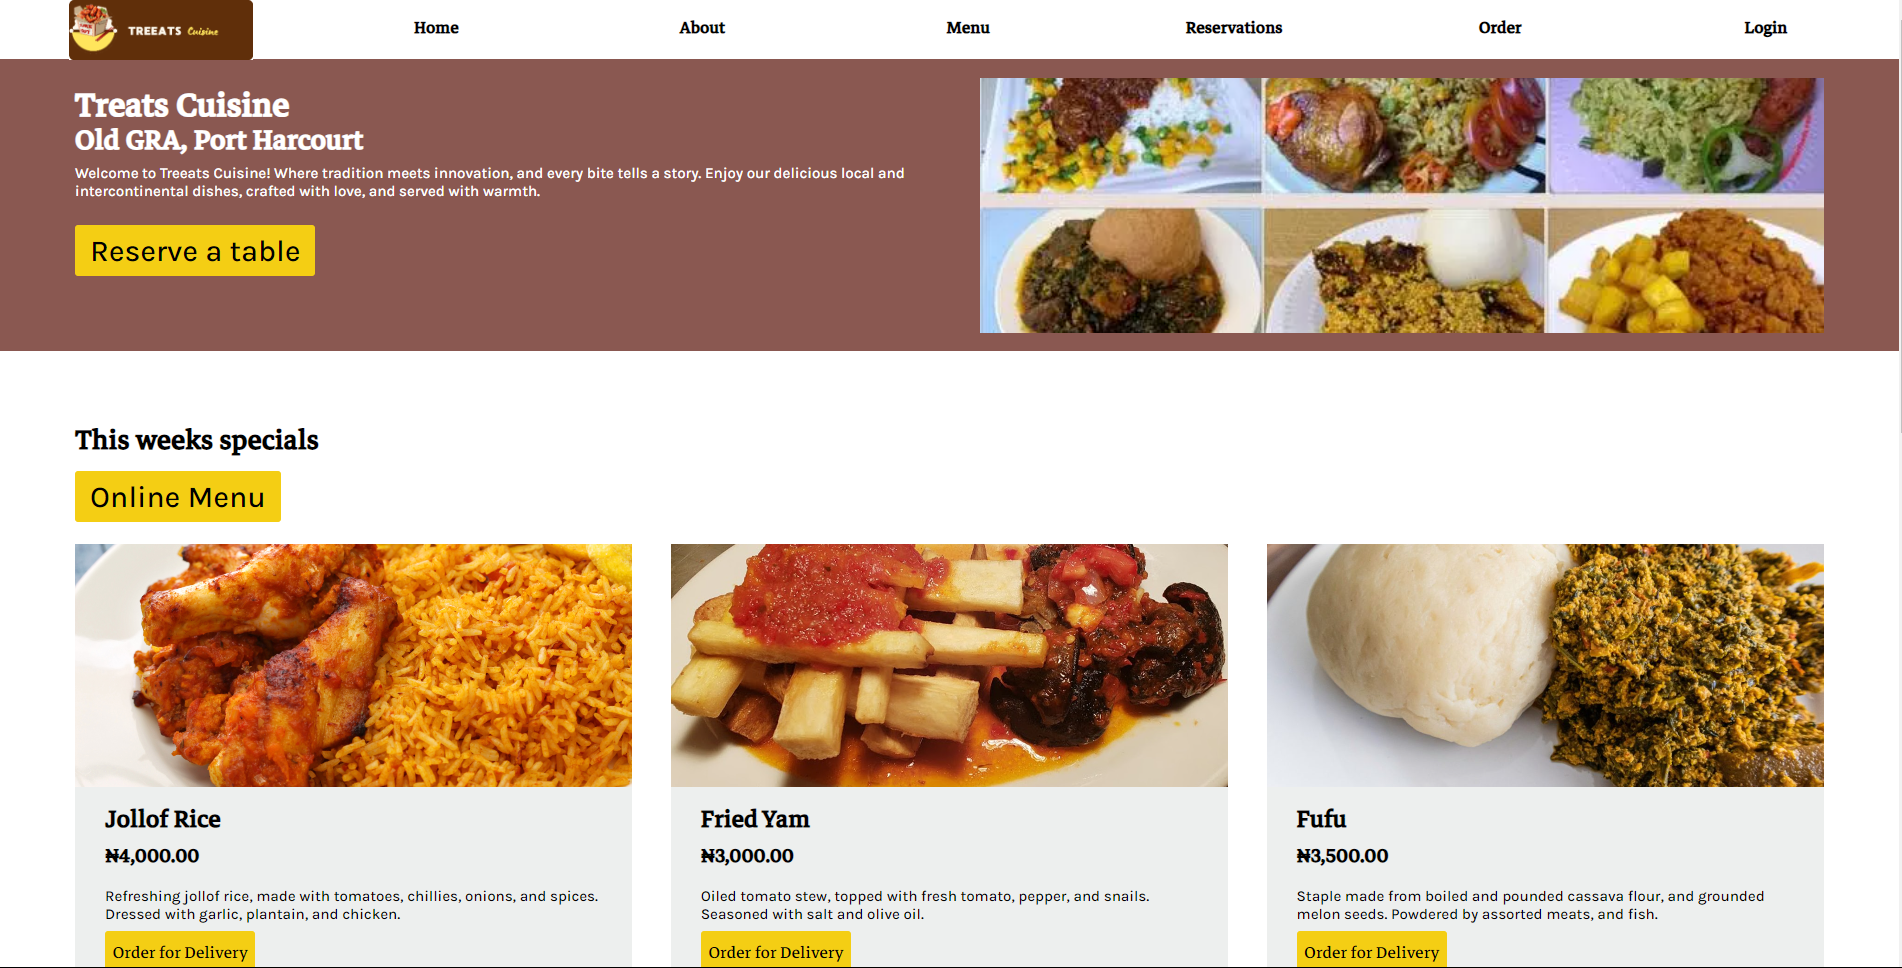 TREEATS Cuisine
Home
About
Menu
Reservations
Order
Login
Treats Cuisine
Old GRA, Port Harcourt
Welcome to Treeats Cuisine! Where tradition meets innovation, and every bite tells a story. Enjoy our delicious local and
intercontinental dishes, crafted with love, and served with warmth.
Reserve a table
This weeks specials
Online Menu
Jollof Rice
₦4,000.00
Refreshing jollof rice, made with tomatoes, chillies, onions, and spices.
Dressed with garlic, plantain, and chicken.
Order for Delivery
Fried Yam
₦3,000.00
Oiled tomato stew, topped with fresh tomato, pepper, and snails.
Seasoned with salt and olive oil.
Order for Delivery
Fufu
₦3,500.00
Staple made from boiled and pounded cassava flour, and grounded
melon seeds. Powdered by assorted meats, and fish.
Order for Delivery